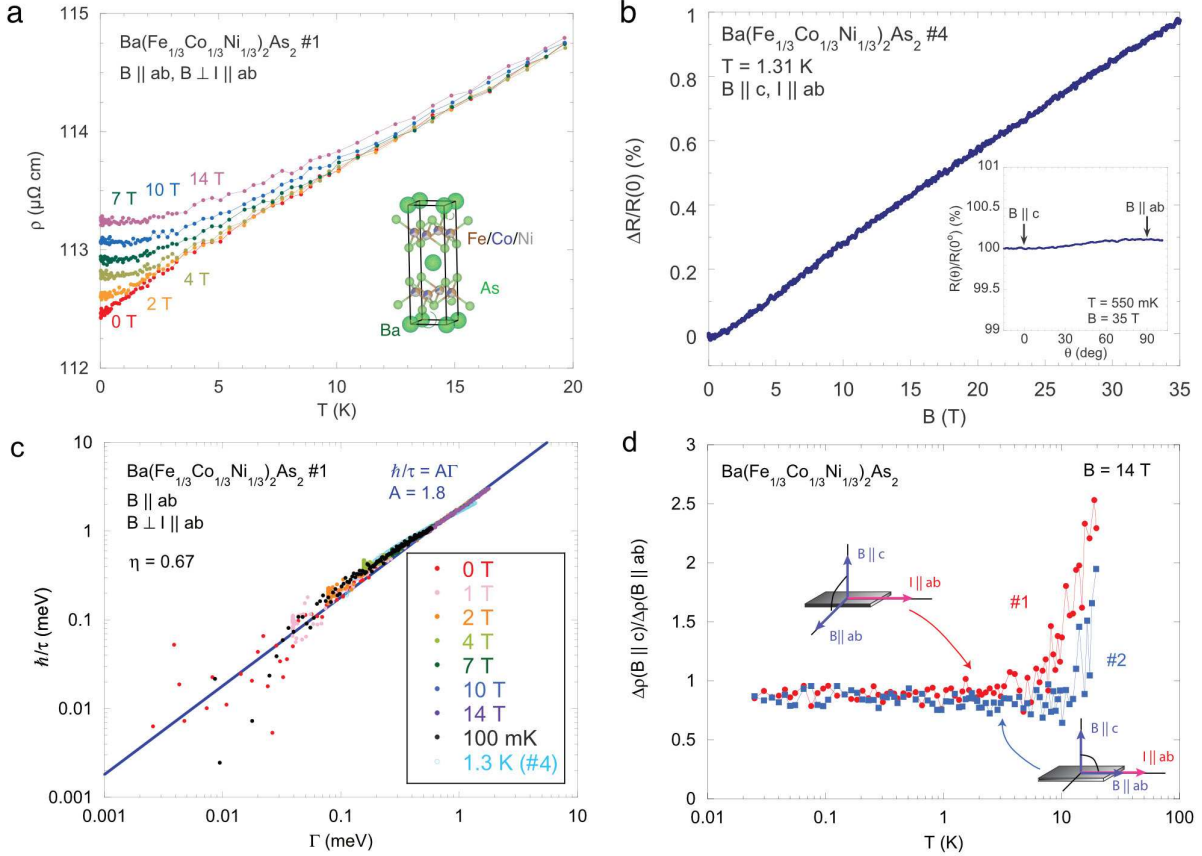 a
Ba(Fe1/3Co1/3Ni1/3)2As2 #1
B || ab, B ⊥ I || ab
115
114
113
112
ρ (μΩ cm)
7 T
10 T
14 T
4 T
2 T
0 T
Fe/Co/Ni
As
Ba
0
5
10
15
20
T (K)
b
Ba(Fe1/3Co1/3Ni1/3)2As2 #4
T = 1.31 K
B || c, I || ab
1
0.8
0.6
0.4
0.2
0
ΔR/R(0) (%)
101
100.5
100
99.5
99
R(θ)/R(0°) (%)
B || c
B || ab
T = 550 mK
B = 35 T
0
30
60
90
θ (deg)
0
5
10
15
20
25
30
35
B (T)
c
Ba(Fe1/3Co1/3Ni1/3)2As2 #1
B || ab
B ⊥ I || ab
η = 0.67
ℏ/τ = AΓ
A = 1.8
10
1
0.1
0.01
0.001
ℏ/τ (meV)
0 T
1 T
2 T
4 T
7 T
10 T
14 T
100 mK
1.3 K (#4)
0.001
0.01
0.1
1
10
Γ (meV)
d
Ba(Fe1/3Co1/3Ni1/3)2As2
B = 14 T
3
2.5
2
1.5
1
0.5
0
Δρ(B || c)/Δρ(B || ab)
B || c
I || ab
B || ab
#1
#2
B || c
I || ab
B || ab
0.01
0.1
1
10
100
T (K)